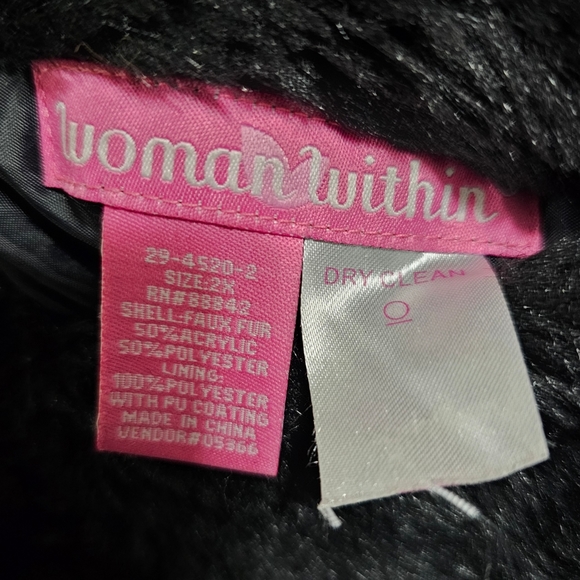 woman within
29-4520-2
SIZE:2X
RN#88842
SHELL:FAUX FUR
50%ACRYLIC
50%POLYESTER
LINING:
100%POLYESTER
WITH PU COATING
MADE IN CHINA
VENDOR#05366
DRY CLEAN